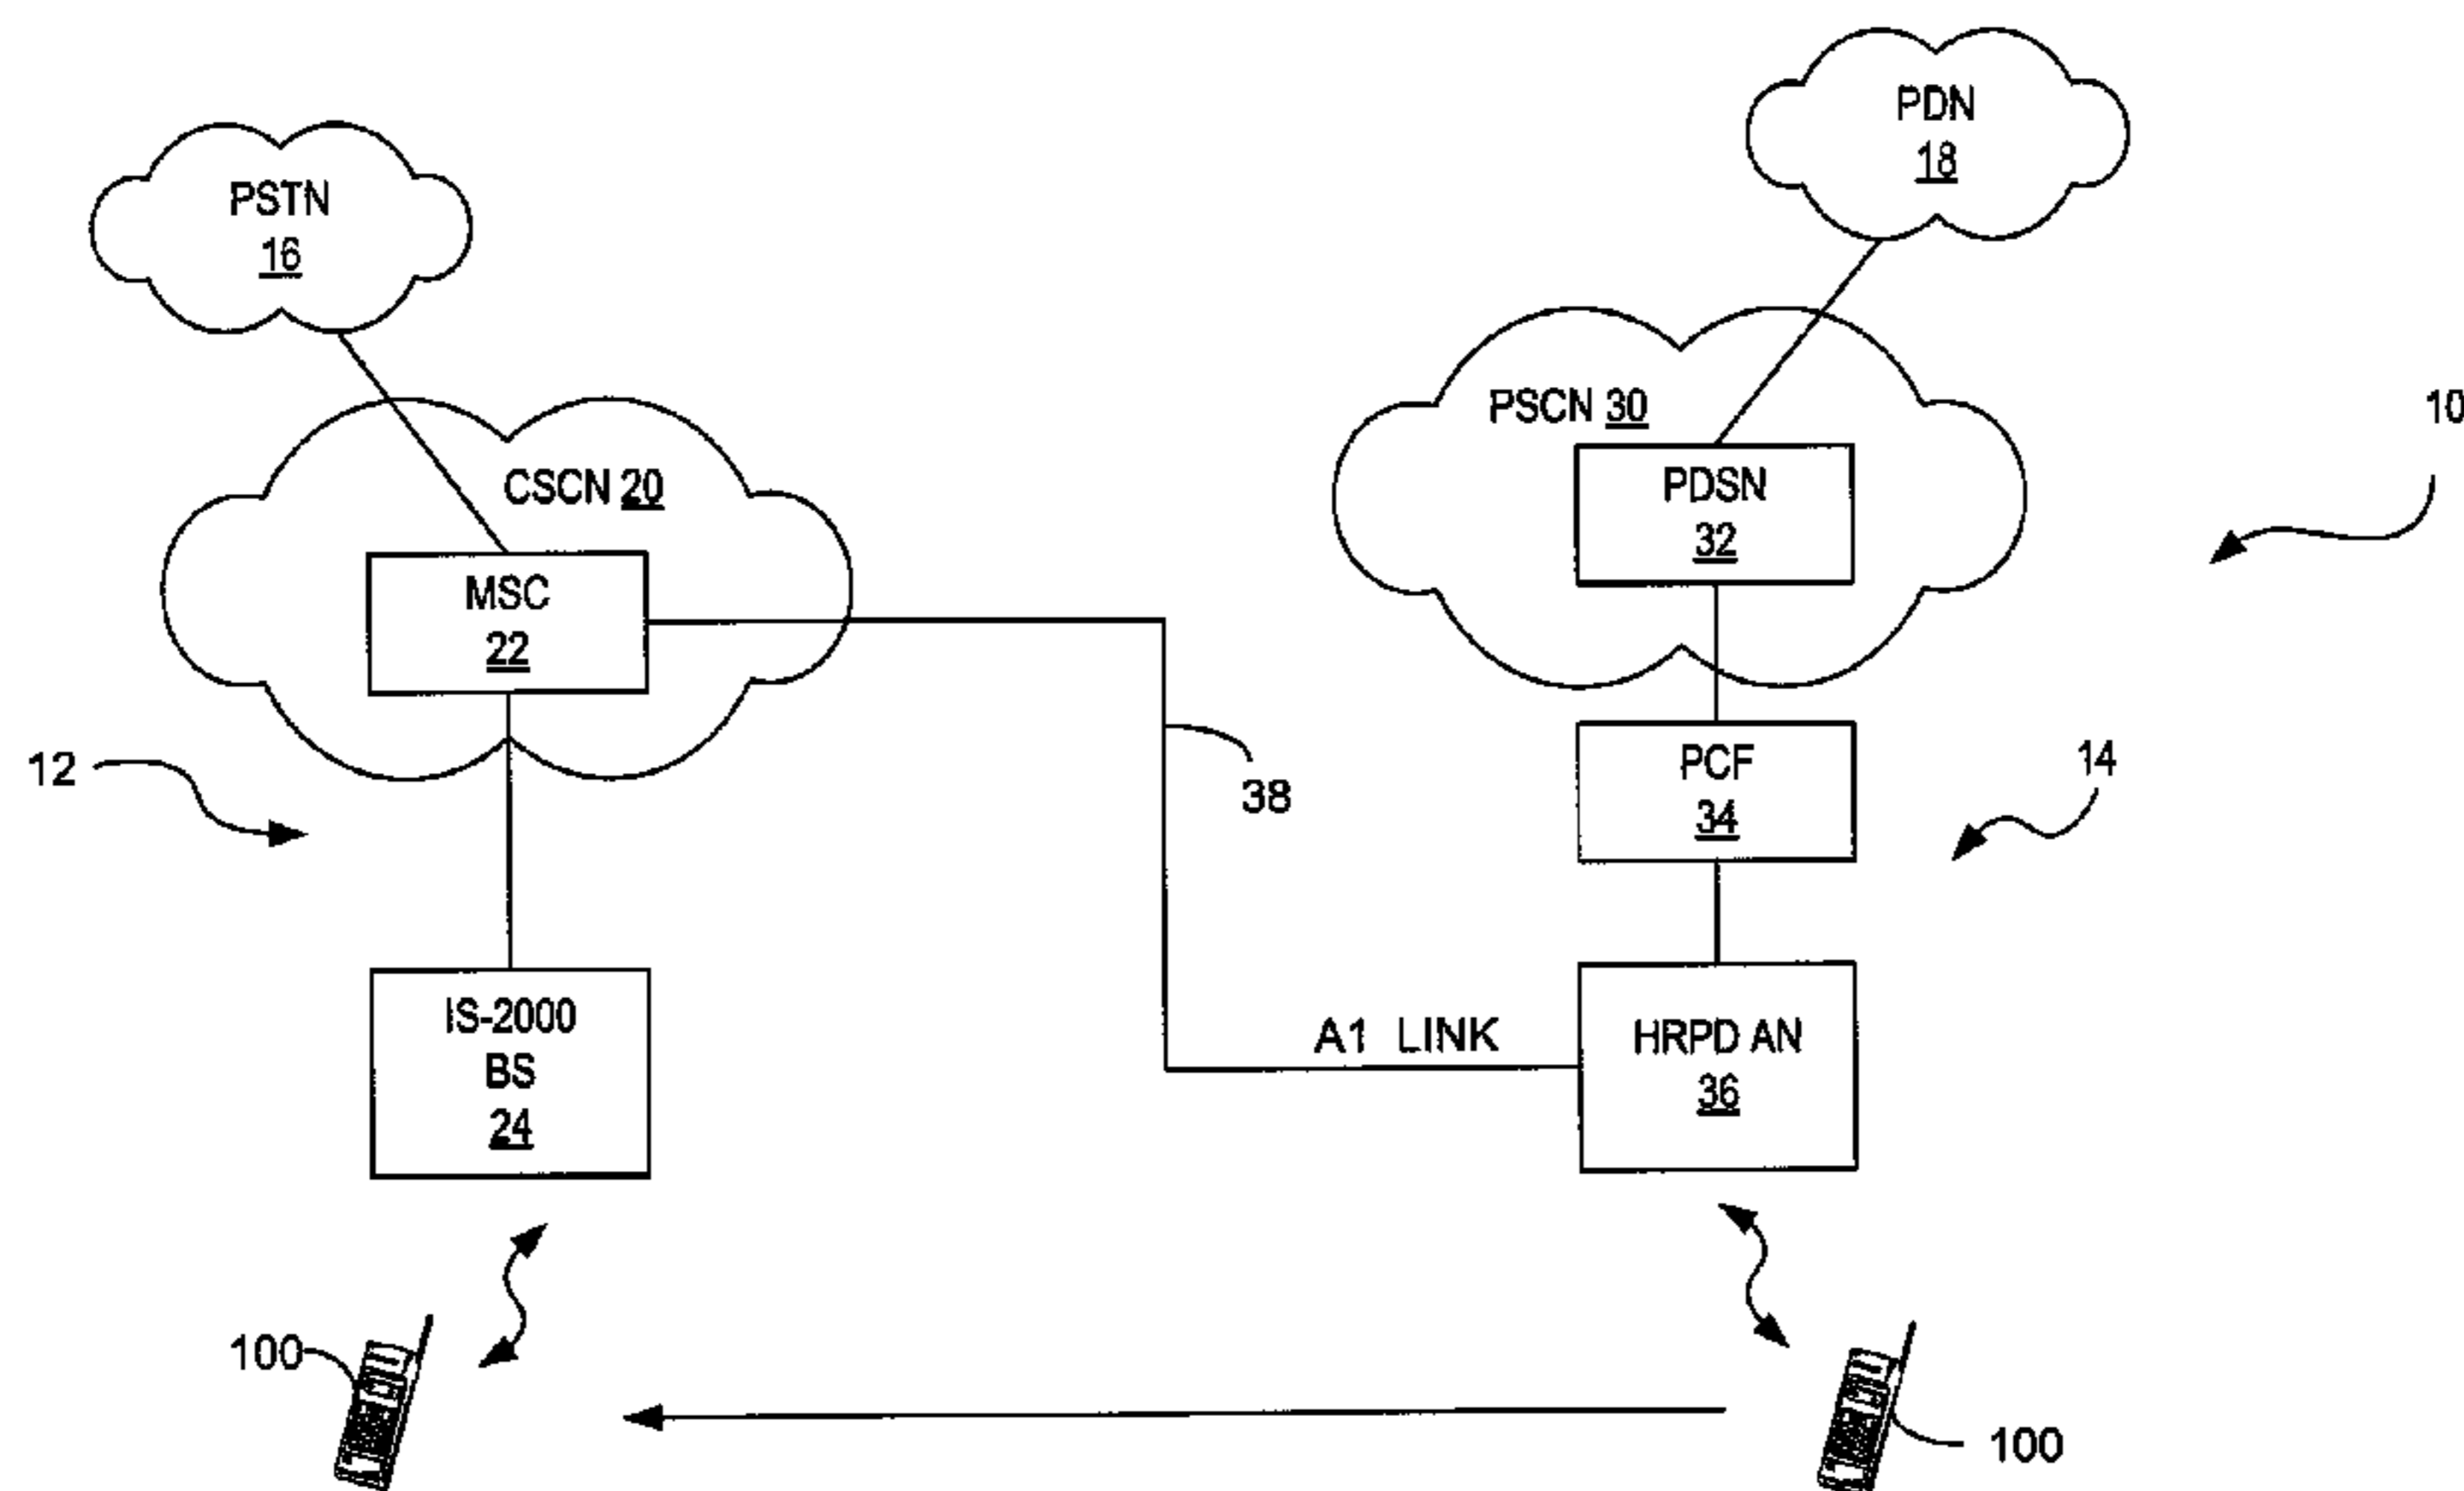 PDN
18
PSTN
16
PSCN 30
10
CSCN 20
PDSN
32
MSC
22
12
38
PCF
34
14
IS-2000
BS
24
A1 LINK
HRPD AN
36
100
100